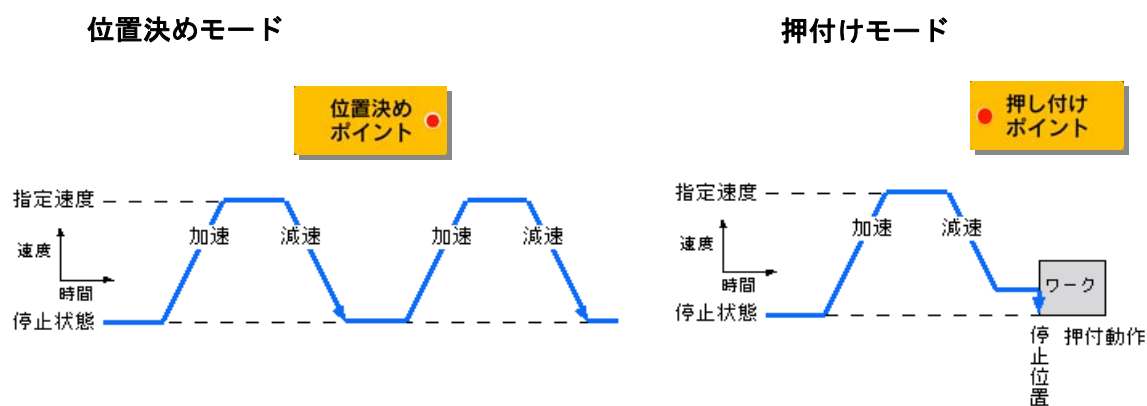 位置決めモード
位置決め
ポイント
指定速度
加速
減速
加速
減速
速度
時間
停止状態
押付けモード
押し付け
ポイント
指定速度
加速
減速
速度
時間
ワーク
停止状態
停止位置
押付動作